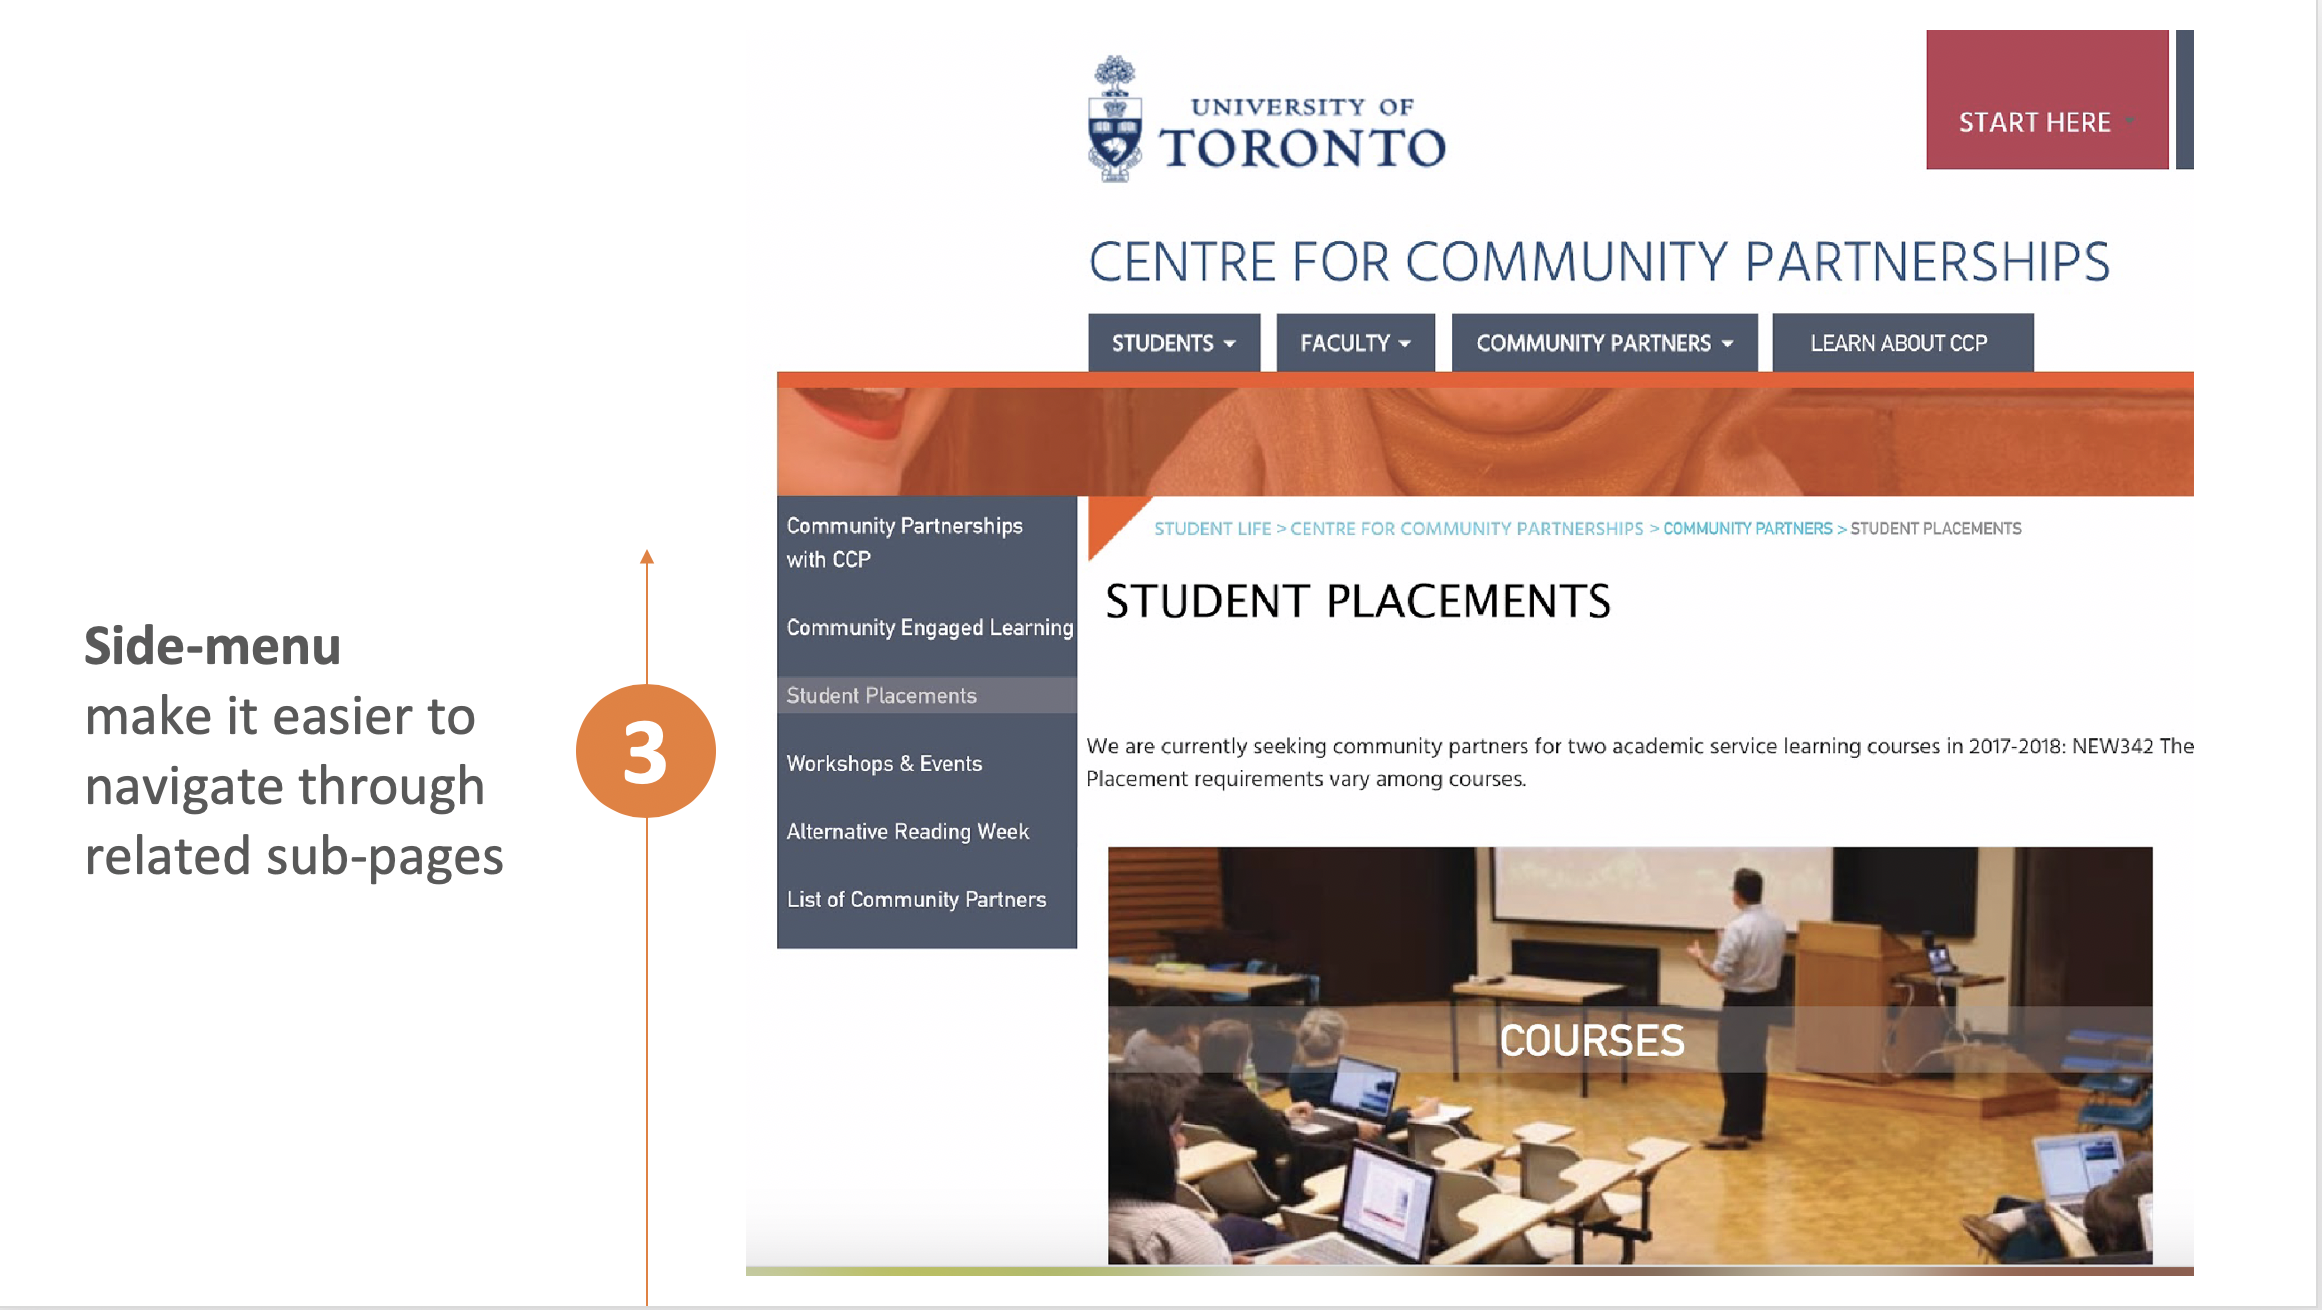 Side-menu
make it easier to
navigate through
related sub-pages
3
UNIVERSITY OF
TORONTO
START HERE
CENTRE FOR COMMUNITY PARTNERSHIPS
STUDENTS
FACULTY
COMMUNITY PARTNERS
LEARN ABOUT CCP
Community Partnerships
with CCP
Community Engaged Learning
Student Placements
Workshops & Events
Alternative Reading Week
List of Community Partners
STUDENT LIFE > CENTRE FOR COMMUNITY PARTNERSHIPS > COMMUNITY PARTNERS > STUDENT PLACEMENTS
STUDENT PLACEMENTS
We are currently seeking community partners for two academic service learning courses in 2017-2018: NEW342 The
Placement requirements vary among courses.
COURSES